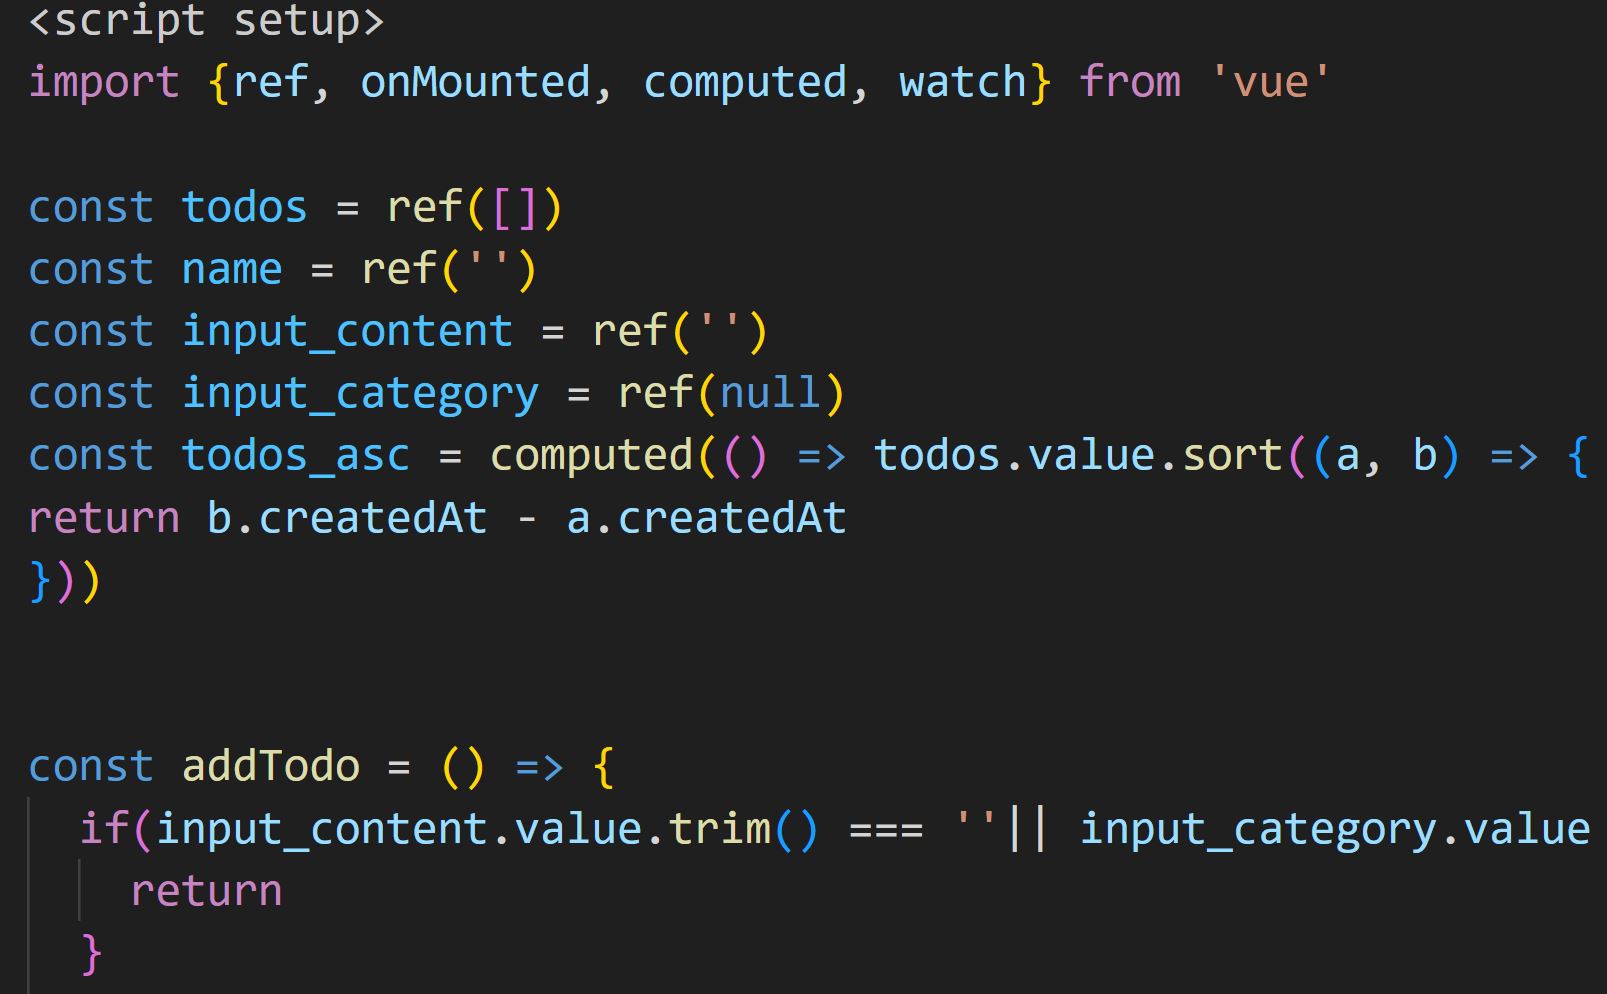 <script setup>
import {ref, onMounted, computed, watch} from 'vue'
const todos = ref([])
const name = ref('')
const input_content = ref('')
const input_category = ref(null)
const todos_asc = computed(() => todos.value.sort((a, b) => {
return b.createdAt - a.createdAt
}))
const addTodo = () => {
if(input_content.value.trim() === ''|| input_category.value
return
}